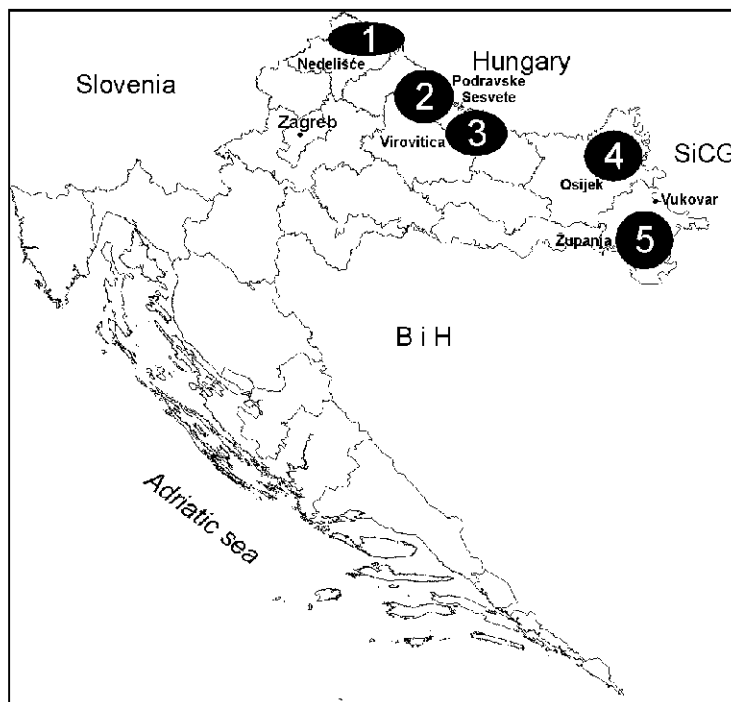 1
Nedelišće
Hungary
Slovenia
2
Podravske
Sesvete
Zagreb
3
Virovitica
4
SiCG
Osijek
Vukovar
5
Županja
B i H
Adriatic sea